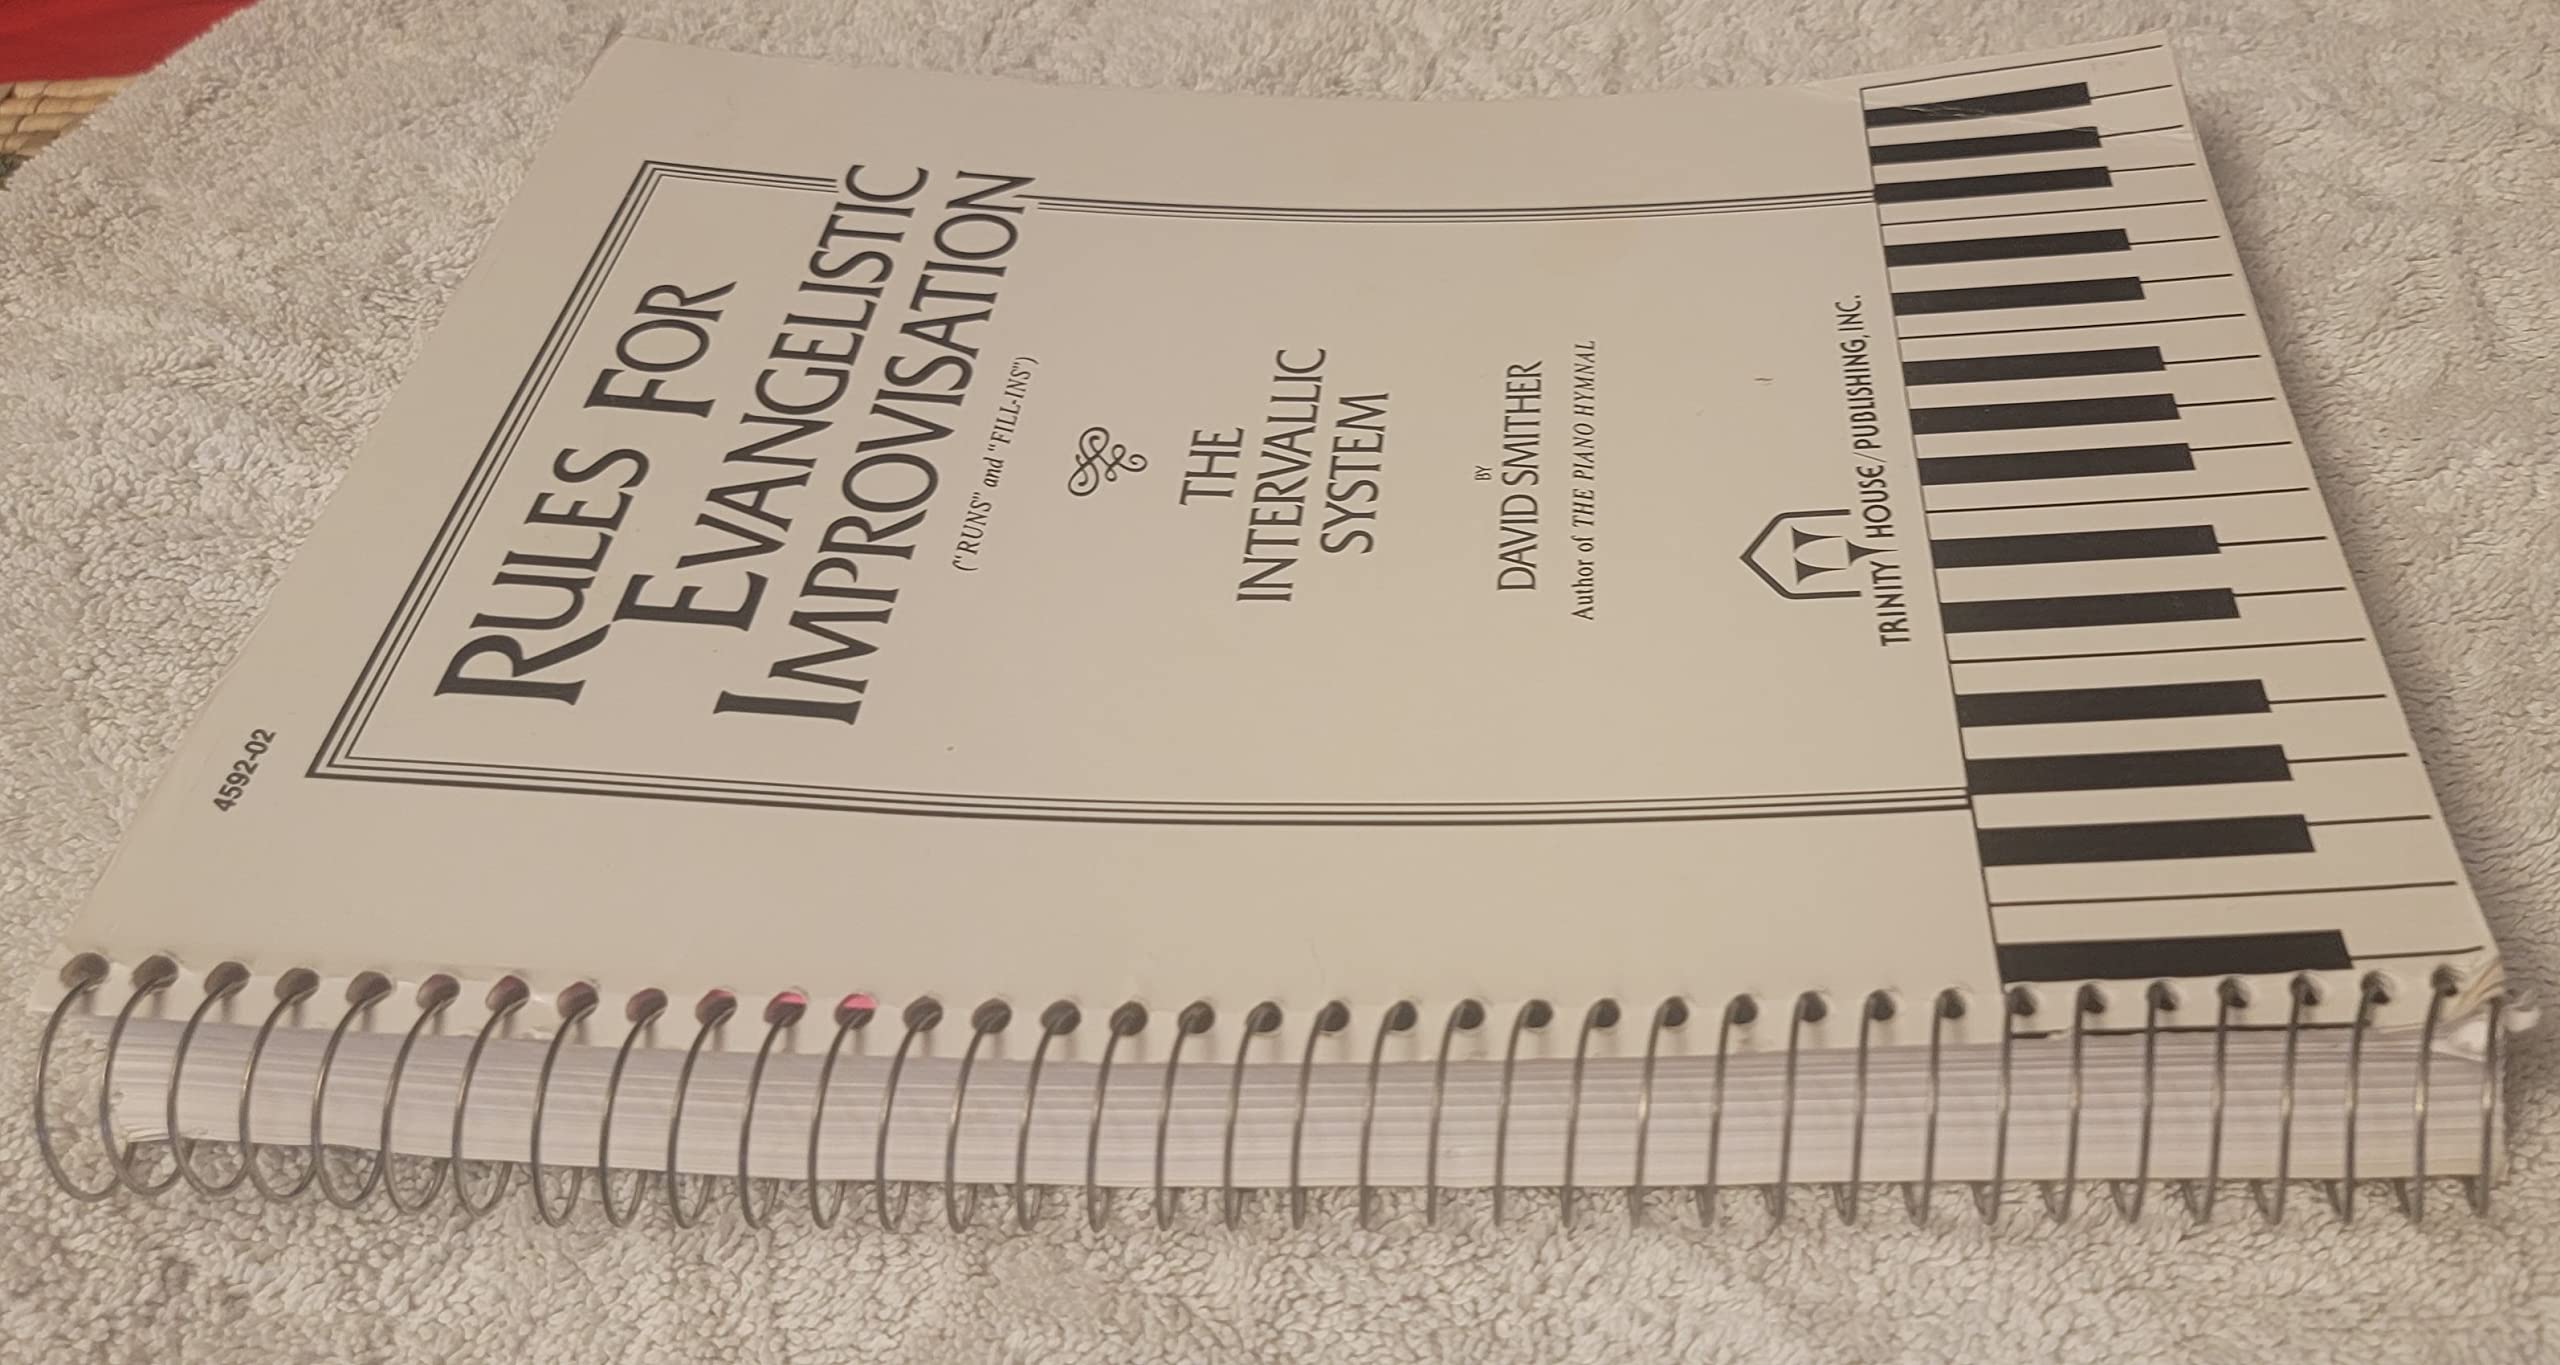 4592-02
RULES FOR
EVANGELISTIC
IMPROVISATION
("RUNS" and "FILL-INS")
THE
INTERVALLIC
SYSTEM
BY
DAVID SMITHER
Author of THE PIANO HYMNAL
TRINITY HOUSE/PUBLISHING, INC.